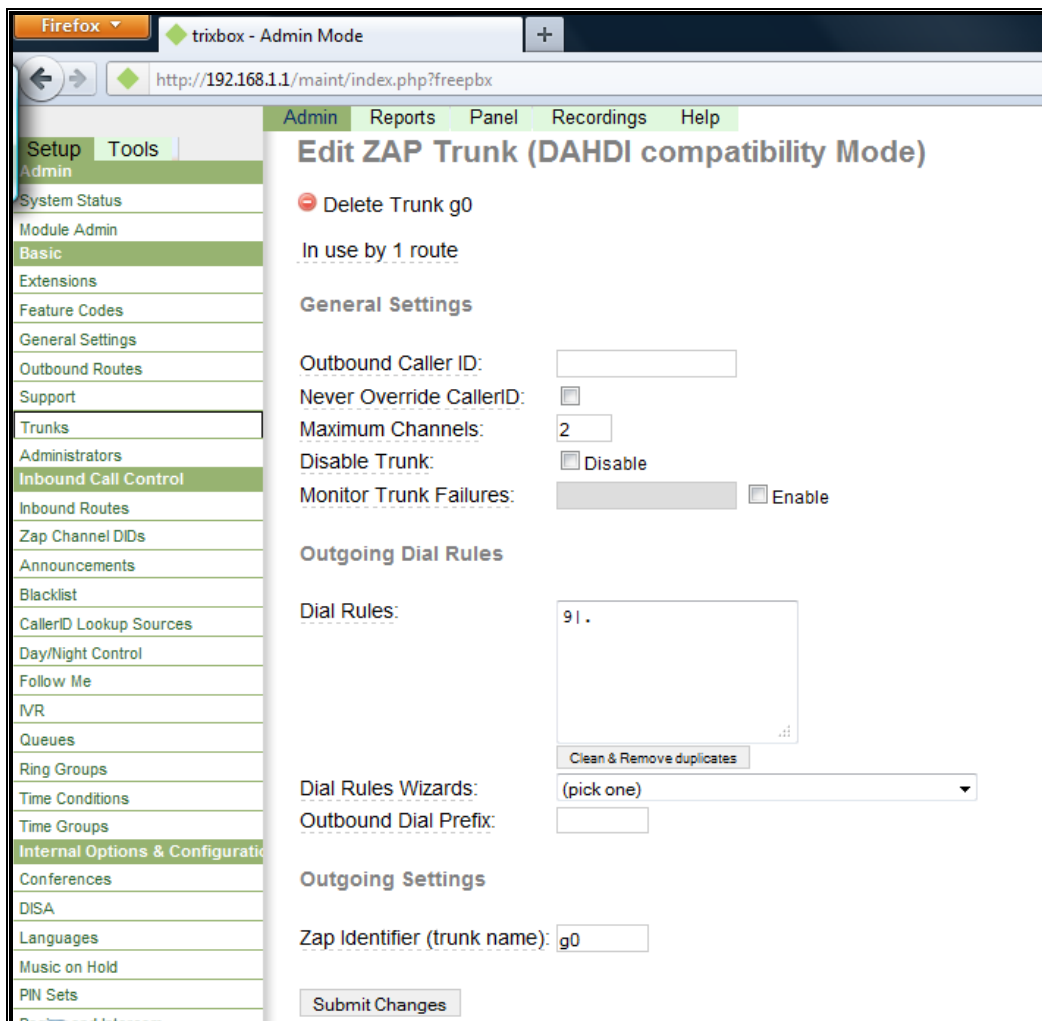 Firefox
trixbox - Admin Mode
+
http://192.168.1.1/maint/index.php?freepbx
Admin Reports Panel Recordings Help
Setup Tools
Admin
System Status
Module Admin
Basic
Extensions
Feature Codes
General Settings
Outbound Routes
Support
Trunks
Administrators
Inbound Call Control
Inbound Routes
Zap Channel DIDs
Announcements
Blacklist
CallerID Lookup Sources
Day/Night Control
Follow Me
IVR
Queues
Ring Groups
Time Conditions
Time Groups
Internal Options & Configuratio
Conferences
DISA
Languages
Music on Hold
PIN Sets
Edit ZAP Trunk (DAHDI compatibility Mode)
Delete Trunk g0
In use by 1 route
General Settings
Outbound Caller ID:
Never Override CallerID:
Maximum Channels: 2
Disable Trunk: Disable
Monitor Trunk Failures: Enable
Outgoing Dial Rules
Dial Rules: 9|.
Clean & Remove duplicates
Dial Rules Wizards: (pick one)
Outbound Dial Prefix:
Outgoing Settings
Zap Identifier (trunk name): g0
Submit Changes